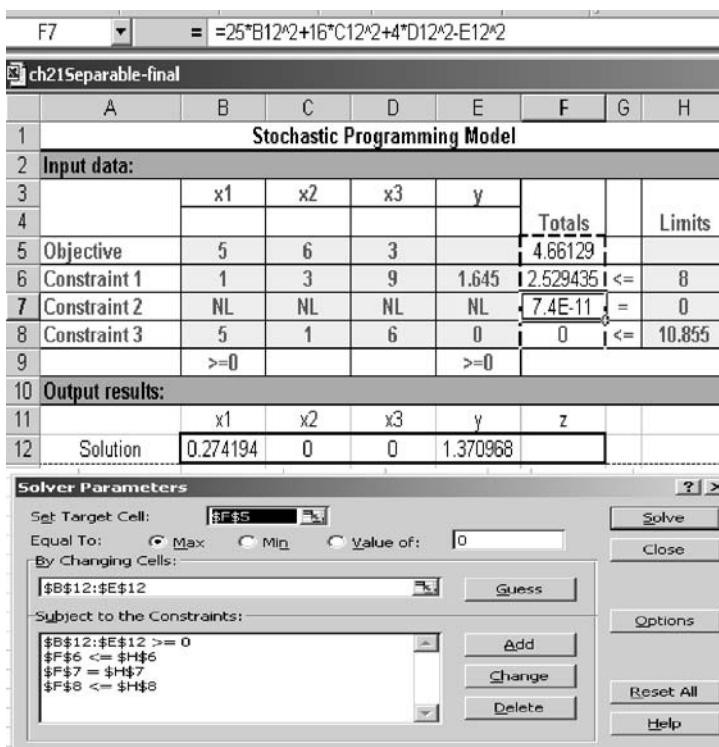 F7 = =25*B12^2+16*C12^2+4*D12^2-E12^2
ch21Separable-final
A B C D E F G H
1 Stochastic Programming Model
2 Input data:
3 x1 x2 x3 y
4 Totals Limits
5 Objective 5 6 3 4.66129
6 Constraint 1 1 3 9 1.645 2.529435 <= 8
7 Constraint 2 NL NL NL NL 7.4E-11 = 0
8 Constraint 3 5 1 6 0 0 <= 10.855
9 >=0 >=0
10 Output results:
11 x1 x2 x3 y z
12 Solution 0.274194 0 0 1.370968
Solver Parameters ? ×
Set Target Cell: $F$5 Solve
Equal To: Max Min Value of: 0 Close
By Changing Cells:
$B$12:$E$12 Guess
Subject to the Constraints: Options
$B$12:$E$12 >= 0 Add
$F$6 <= $H$6
$F$7 = $H$7 Change
$F$8 <= $H$8 Reset All
Delete
Help